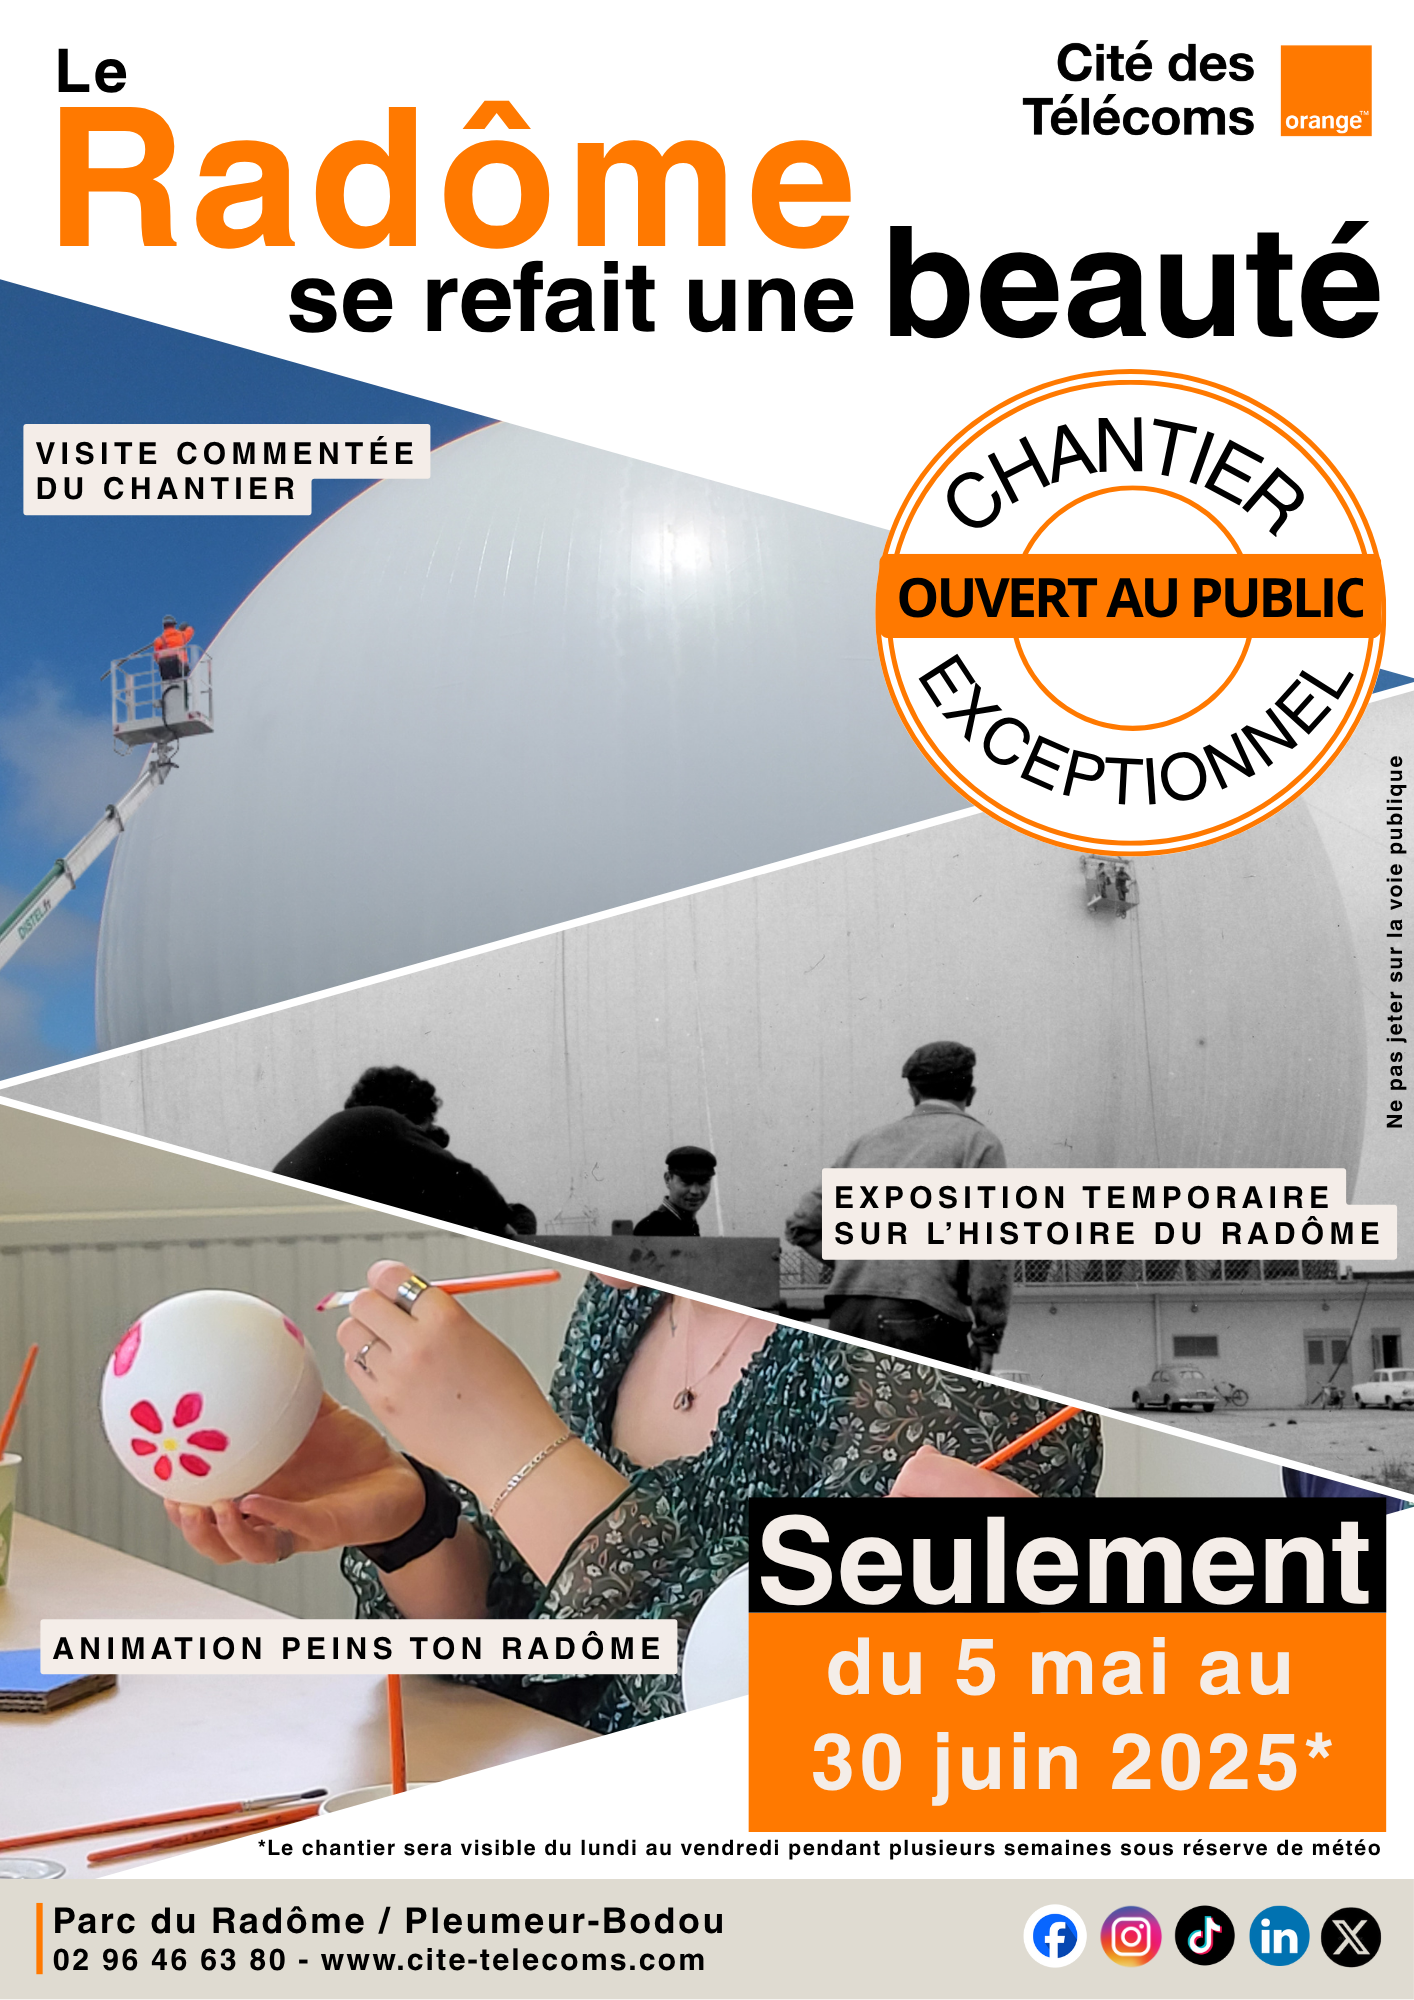 Le
Radôme
se refait une beauté
Cité des
Télécoms
orange™
VISITE COMMENTÉE
DU CHANTIER
CHANTIER
OUVERT AU PUBLIC
EXCEPTIONNEL
DISTEL.fr
Ne pas jeter sur la voie publique
EXPOSITION TEMPORAIRE
SUR L'HISTOIRE DU RADÔME
ANIMATION PEINS TON RADÔME
Seulement
du 5 mai au
30 juin 2025*
*Le chantier sera visible du lundi au vendredi pendant plusieurs semaines sous réserve de météo
Parc du Radôme / Pleumeur-Bodou
02 96 46 63 80 - www.cite-telecoms.com